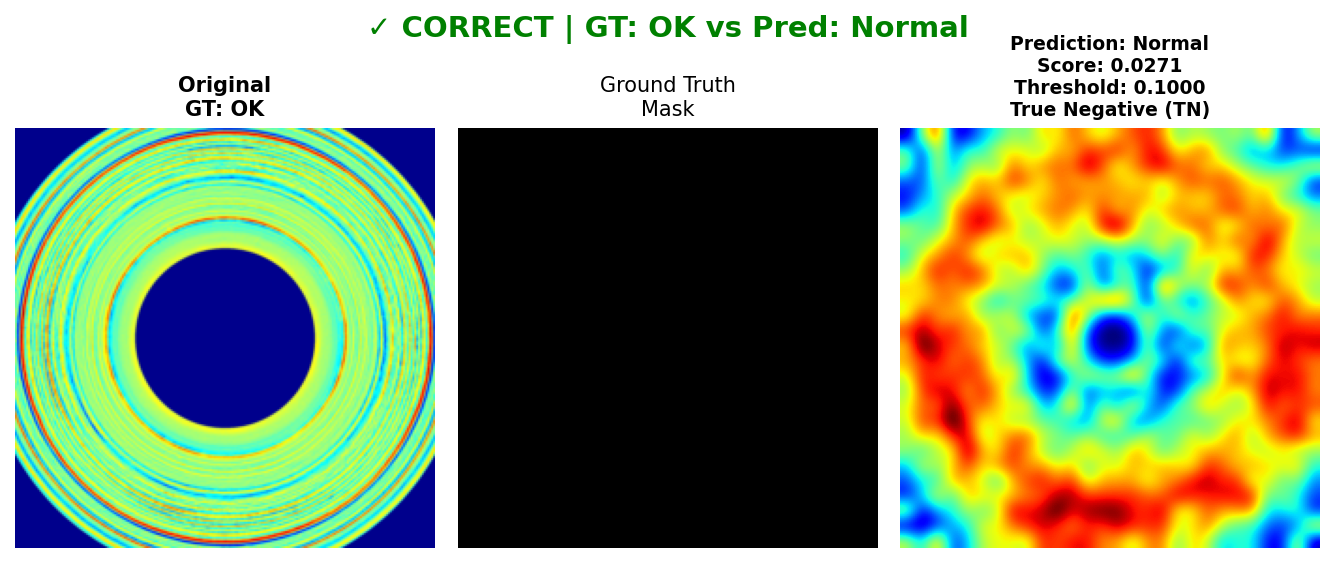 ✓ CORRECT | GT: OK vs Pred: Normal
Original
GT: OK
Ground Truth
Mask
Prediction: Normal
Score: 0.0271
Threshold: 0.1000
True Negative (TN)